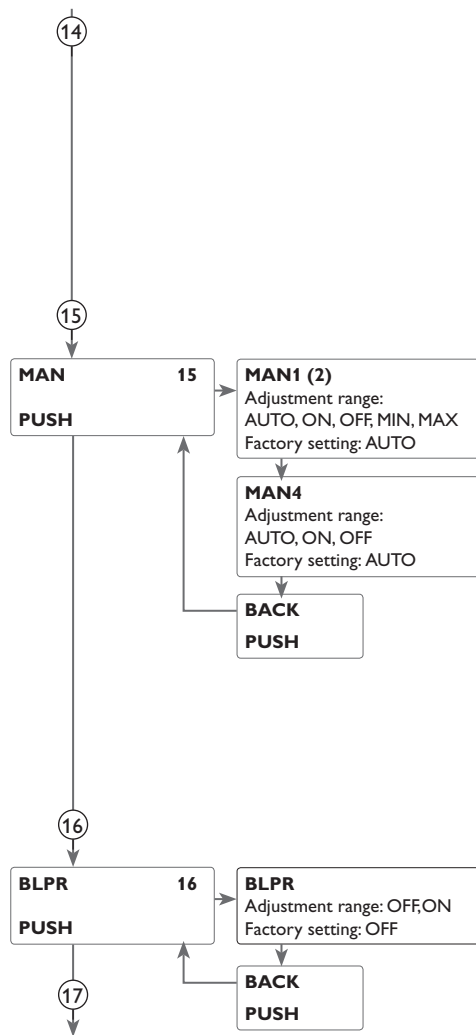 14
15
MAN 15
PUSH
MAN1 (2)
Adjustment range:
AUTO, ON, OFF, MIN, MAX
Factory setting: AUTO
MAN4
Adjustment range:
AUTO, ON, OFF
Factory setting: AUTO
BACK
PUSH
16
BLPR 16
PUSH
BLPR
Adjustment range: OFF,ON
Factory setting: OFF
BACK
PUSH
17